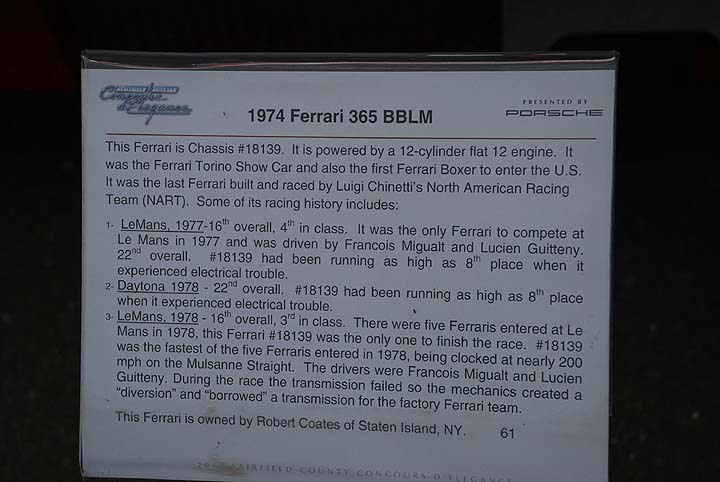 FAIRFIELD COUNTY
Concours
d'Elegance
1974 Ferrari 365 BBLM
PRESENTED BY
PORSCHE
This Ferrari is Chassis #18139. It is powered by a 12-cylinder flat 12 engine. It
was the Ferrari Torino Show Car and also the first Ferrari Boxer to enter the U.S.
It was the last Ferrari built and raced by Luigi Chinetti's North American Racing
Team (NART). Some of its racing history includes:
1- LeMans, 1977-16th overall, 4th in class. It was the only Ferrari to compete at
Le Mans in 1977 and was driven by Francois Migualt and Lucien Guitteny.
22nd overall. #18139 had been running as high as 8th place when it
experienced electrical trouble.
2- Daytona 1978 - 22nd overall. #18139 had been running as high as 8th place
when it experienced electrical trouble.
3- LeMans, 1978 - 16th overall, 3rd in class. There were five Ferraris entered at Le
Mans in 1978, this Ferrari #18139 was the only one to finish the race. #18139
was the fastest of the five Ferraris entered in 1978, being clocked at nearly 200
mph on the Mulsanne Straight. The drivers were Francois Migualt and Lucien
Guitteny. During the race the transmission failed so the mechanics created a
“diversion” and “borrowed” a transmission for the factory Ferrari team.
This Ferrari is owned by Robert Coates of Staten Island, NY. 61
FAIRFIELD COUNTY CONCOURS D'ELEGANCE